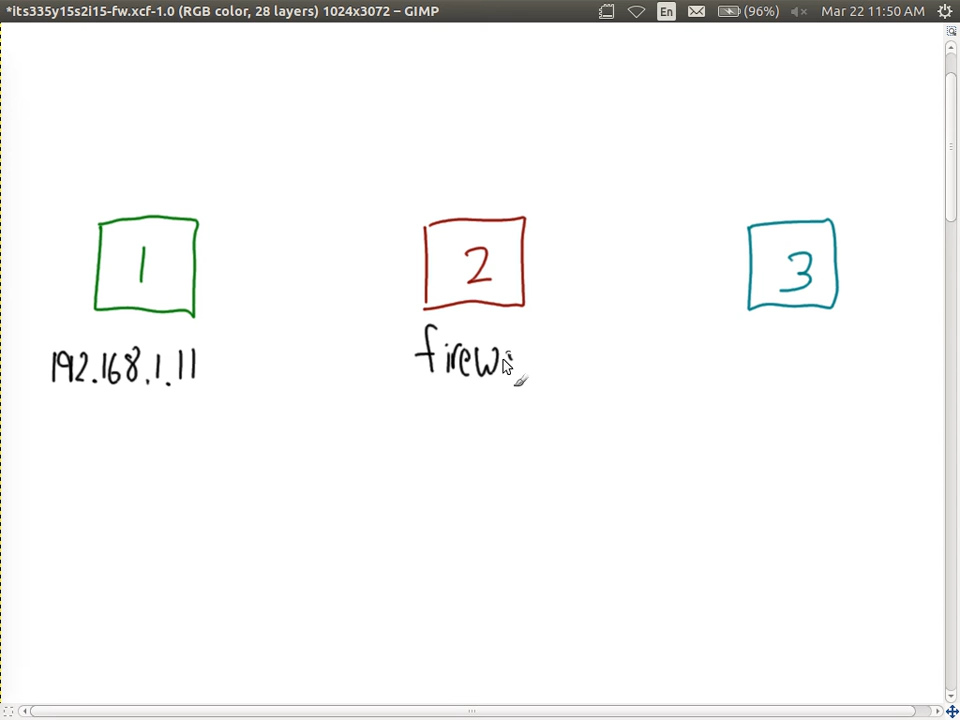 *its335y15s2i15-fw.xcf-1.0 (RGB color, 28 layers) 1024x3072 – GIMP
En (96%) Mar 22 11:50 AM
1 2 3
192.168.1.11 firew